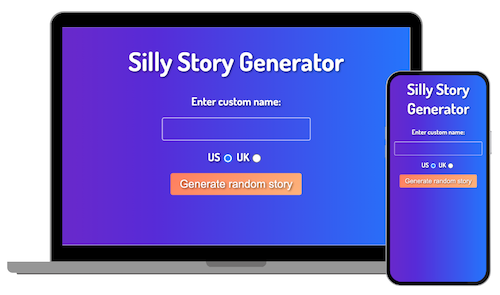 Silly Story Generator
Enter custom name:
US UK
Generate random story
Silly Story
Generator
Enter custom name:
US UK
Generate random story